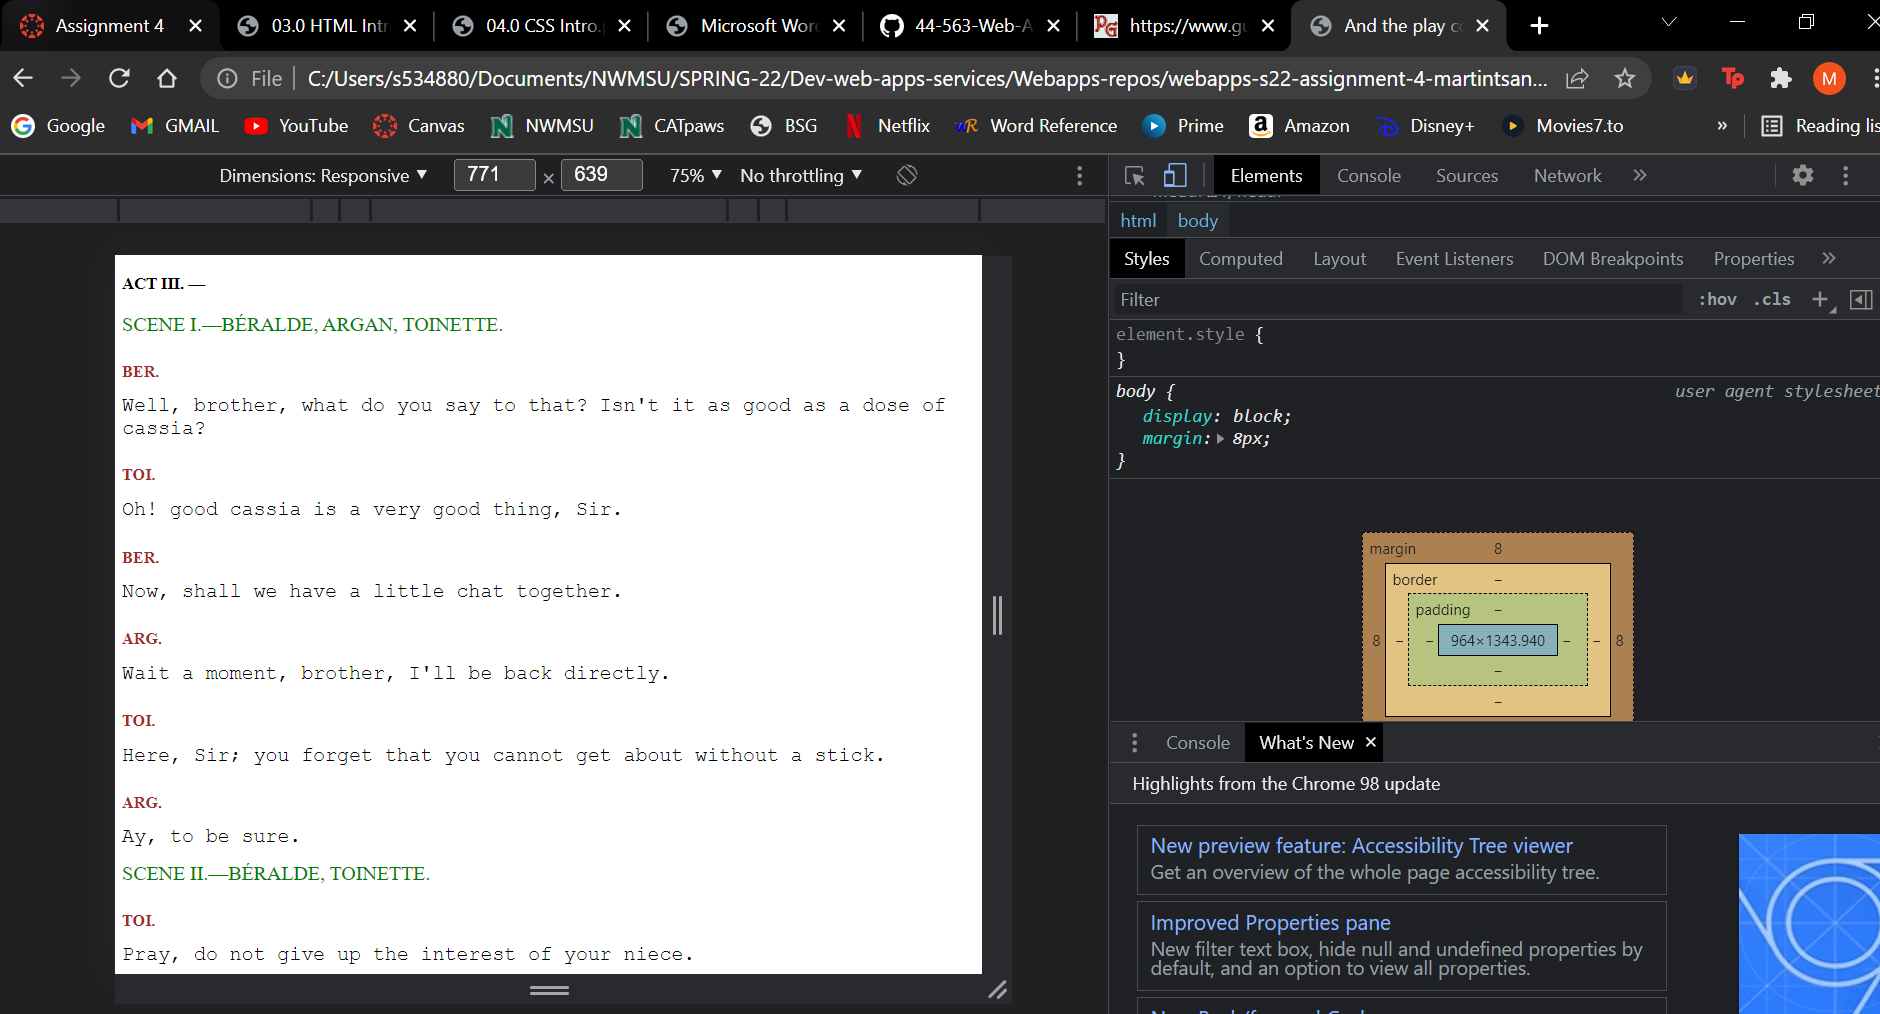 Assignment 4
03.0 HTML Intr
04.0 CSS Intro.
Microsoft Wor
44-563-Web-A
https://www.gu
And the play c
File
C:/Users/s534880/Documents/NWMSU/SPRING-22/Dev-web-apps-services/Webapps-repos/webapps-s22-assignment-4-martintsan...
M
Google
GMAIL
YouTube
Canvas
NWMSU
CATpaws
BSG
Netflix
Word Reference
Prime
Amazon
Disney+
Movies7.to
»
Reading lis
Dimensions: Responsive ▼ 771 × 639 75% ▼ No throttling ▼
Elements Console Sources Network »
html body
Styles Computed Layout Event Listeners DOM Breakpoints Properties »
Filter :hov .cls +
element.style {
}
body { user agent stylesheet
display: block;
margin: 8px;
}
margin 8
border –
padding –
8 – – 964×1343.940 – – 8
–
–
Console What's New ×
Highlights from the Chrome 98 update
New preview feature: Accessibility Tree viewer
Get an overview of the whole page accessibility tree.
Improved Properties pane
New filter text box, hide null and undefined properties by
default, and an option to view all properties.
ACT III. —
SCENE I.—BÉRALDE, ARGAN, TOINETTE.
BER.
Well, brother, what do you say to that? Isn't it as good as a dose of
cassia?
TOI.
Oh! good cassia is a very good thing, Sir.
BER.
Now, shall we have a little chat together.
ARG.
Wait a moment, brother, I'll be back directly.
TOI.
Here, Sir; you forget that you cannot get about without a stick.
ARG.
Ay, to be sure.
SCENE II.—BÉRALDE, TOINETTE.
TOI.
Pray, do not give up the interest of your niece.